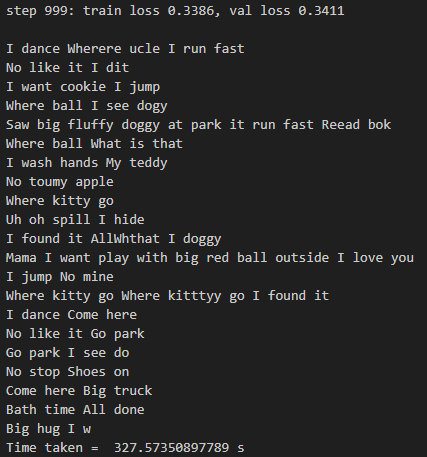 step 999: train loss 0.3386, val loss 0.3411
I dance Wherere ucle I run fast
No like it I dit
I want cookie I jump
Where ball I see dogy
Saw big fluffy doggy at park it run fast Reead bok
Where ball What is that
I wash hands My teddy
No toumy apple
Where kitty go
Uh oh spill I hide
I found it AllWhthat I doggy
Mama I want play with big red ball outside I love you
I jump No mine
Where kitty go Where kitttyy go I found it
I dance Come here
No like it Go park
Go park I see do
No stop Shoes on
Come here Big truck
Bath time All done
Big hug I w
Time taken =  327.57350897789 s